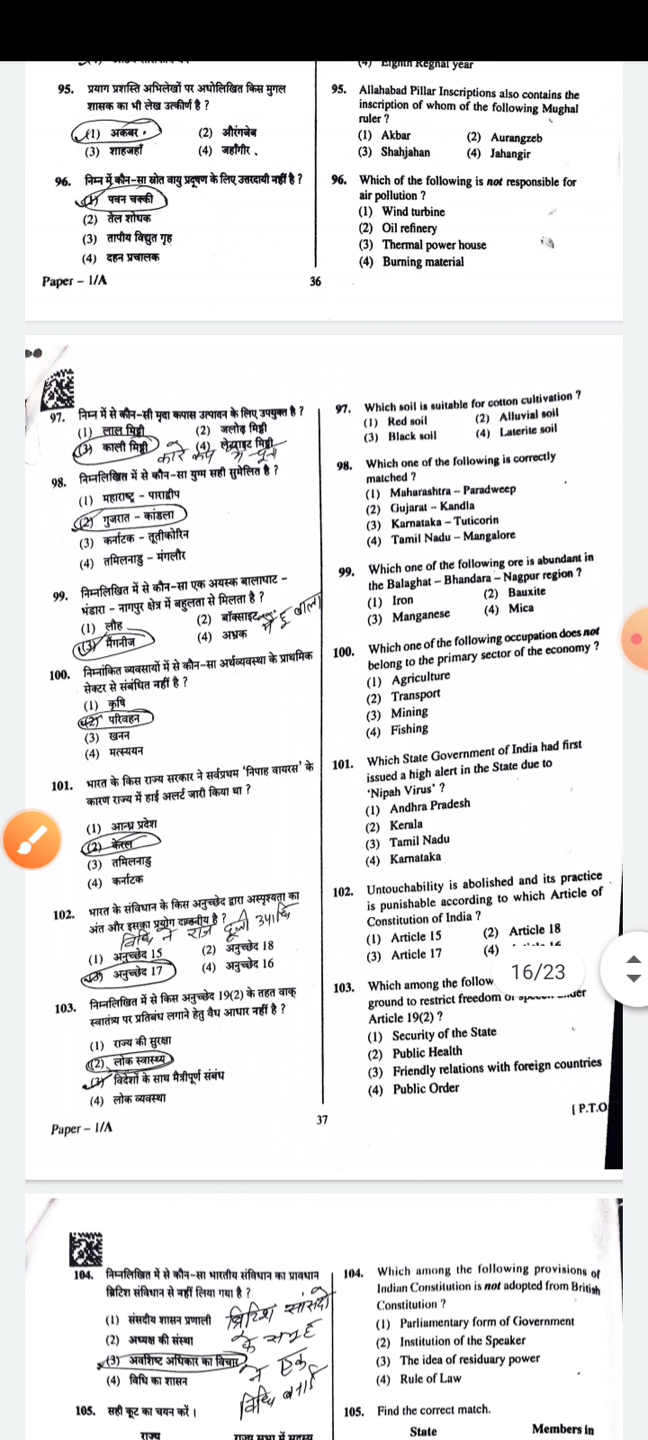 (4) Eighth Regnal year
95. प्रयाग प्रशस्ति अभिलेखों पर अधोलिखित किस मुगल
शासक का भी लेख उत्कीर्ण है ?
(1) अकबर
(2) औरंगजेब
(3) शाहजहाँ
(4) जहाँगीर
96. निम्न में कौन-सा स्रोत वायु प्रदूषण के लिए उत्तरदायी नहीं है ?
(1) पवन चक्की
(2) तेल शोधक
(3) तापीय विद्युत गृह
(4) दहन प्रचालक
95. Allahabad Pillar Inscriptions also contains the
inscription of whom of the following Mughal
ruler ?
(1) Akbar
(2) Aurangzeb
(3) Shahjahan
(4) Jahangir
96. Which of the following is not responsible for
air pollution ?
(1) Wind turbine
(2) Oil refinery
(3) Thermal power house
(4) Burning material
Paper – I/A
36
97. निम्न में से कौन-सी मृदा कपास उत्पादन के लिए उपयुक्त है ?
(1) लाल मिट्टी
(2) जलोढ़ मिट्टी
(3) काली मिट्टी
(4) लेट्राइट मिट्टी
98. निम्नलिखित में से कौन-सा युग्म सही सुमेलित है ?
(1) महाराष्ट्र – पाराद्वीप
(2) गुजरात – कांडला
(3) कर्नाटक – तूतीकोरिन
(4) तमिलनाडु – मंगलौर
99. निम्नलिखित में से कौन-सा एक अयस्क बालाघाट –
भंडारा – नागपुर क्षेत्र में बहुलता से मिलता है ?
(1) लौह
(2) बॉक्साइट
(3) मैंगनीज
(4) अभ्रक
100. निम्नांकित व्यवसायों में से कौन-सा अर्थव्यवस्था के प्राथमिक
सेक्टर से संबंधित नहीं है ?
(1) कृषि
(2) परिवहन
(3) खनन
(4) मत्स्ययन
101. भारत के किस राज्य सरकार ने सर्वप्रथम ‘निपाह वायरस’ के
कारण राज्य में हाई अलर्ट जारी किया था ?
(1) आन्ध्र प्रदेश
(2) केरल
(3) तमिलनाडु
(4) कर्नाटक
102. भारत के संविधान के किस अनुच्छेद द्वारा अस्पृश्यता का
अंत और इसका प्रयोग दण्डनीय है ?
विधि ने राज उपाधि
(1) अनुच्छेद 15
(2) अनुच्छेद 18
(3) अनुच्छेद 17
(4) अनुच्छेद 16
103. निम्नलिखित में से किस अनुच्छेद 19(2) के तहत वाक्
स्वातंत्र्य पर प्रतिबंध लगाने हेतु वैध आधार नहीं है ?
(1) राज्य की सुरक्षा
(2) लोक स्वास्थ्य
(3) विदेशों के साथ मैत्रीपूर्ण संबंध
(4) लोक व्यवस्था
97. Which soil is suitable for cotton cultivation ?
(1) Red soil
(2) Alluvial soil
(3) Black soil
(4) Laterite soil
98. Which one of the following is correctly
matched ?
(1) Maharashtra – Paradweep
(2) Gujarat – Kandla
(3) Karnataka – Tuticorin
(4) Tamil Nadu – Mangalore
99. Which one of the following ore is abundant in
the Balaghat – Bhandara – Nagpur region ?
(1) Iron
(2) Bauxite
(3) Manganese
(4) Mica
100. Which one of the following occupation does not
belong to the primary sector of the economy ?
(1) Agriculture
(2) Transport
(3) Mining
(4) Fishing
101. Which State Government of India had first
issued a high alert in the State due to
‘Nipah Virus’ ?
(1) Andhra Pradesh
(2) Kerala
(3) Tamil Nadu
(4) Karnataka
102. Untouchability is abolished and its practice
is punishable according to which Article of
Constitution of India ?
(1) Article 15
(2) Article 18
(3) Article 17
(4)
16/23
103. Which among the follow
ground to restrict freedom of
Article 19(2) ?
(1) Security of the State
(2) Public Health
(3) Friendly relations with foreign countries
(4) Public Order
[ P.T.O
Paper – I/A
37
104. निम्नलिखित में से कौन-सा भारतीय संविधान का प्रावधान
ब्रिटिश संविधान से नहीं लिया गया है ?
(1) संसदीय शासन प्रणाली
(2) अध्यक्ष की संस्था
(3) अवशिष्ट अधिकार का विचार
(4) विधि का शासन
ब्रिटिश सांसदो
के समूह
ने एक
विधि बनाई
105. सही कूट का चयन करें ।
राज्य
राज्य सभा में सदस्य
104. Which among the following provisions of
Indian Constitution is not adopted from British
Constitution ?
(1) Parliamentary form of Government
(2) Institution of the Speaker
(3) The idea of residuary power
(4) Rule of Law
105. Find the correct match.
State
Members in